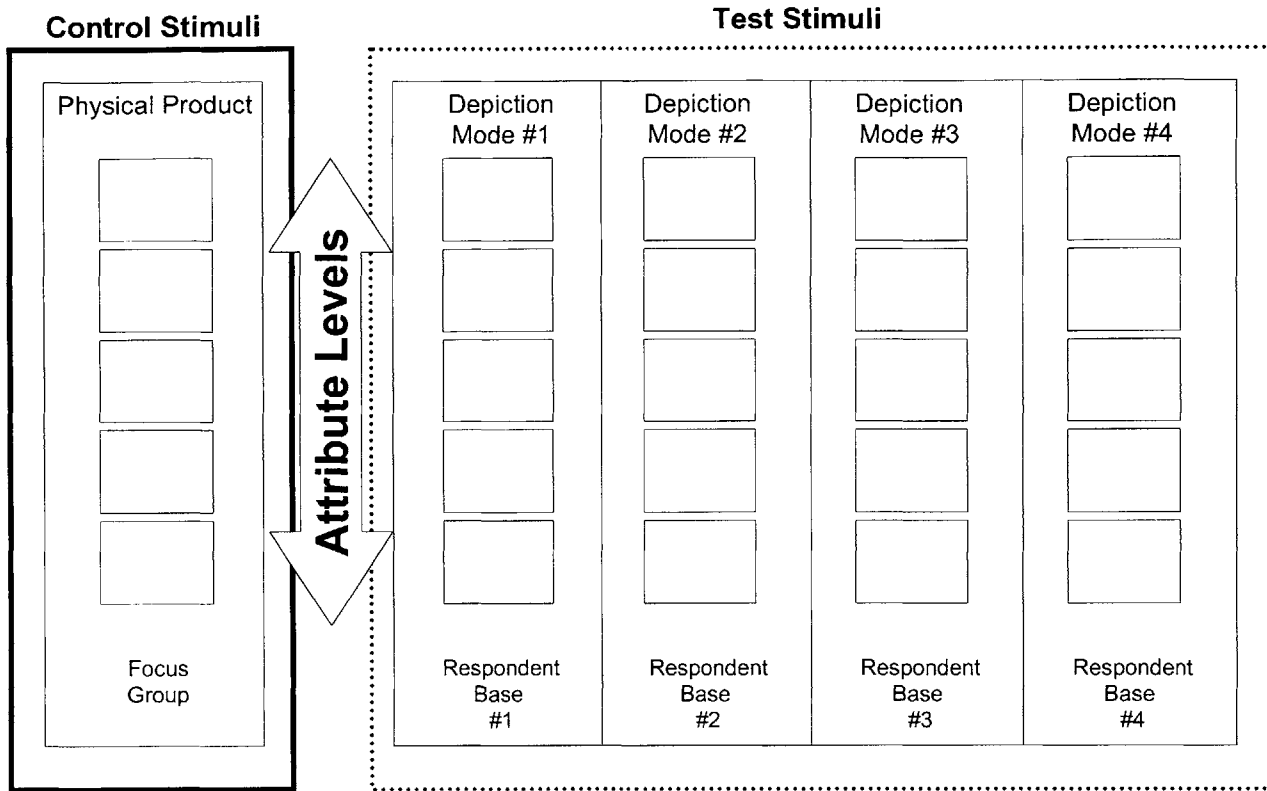 Control Stimuli
Test Stimuli
Physical Product
Focus
Group
Attribute Levels
Depiction
Mode #1
Respondent
Base
#1
Depiction
Mode #2
Respondent
Base
#2
Depiction
Mode #3
Respondent
Base
#3
Depiction
Mode #4
Respondent
Base
#4